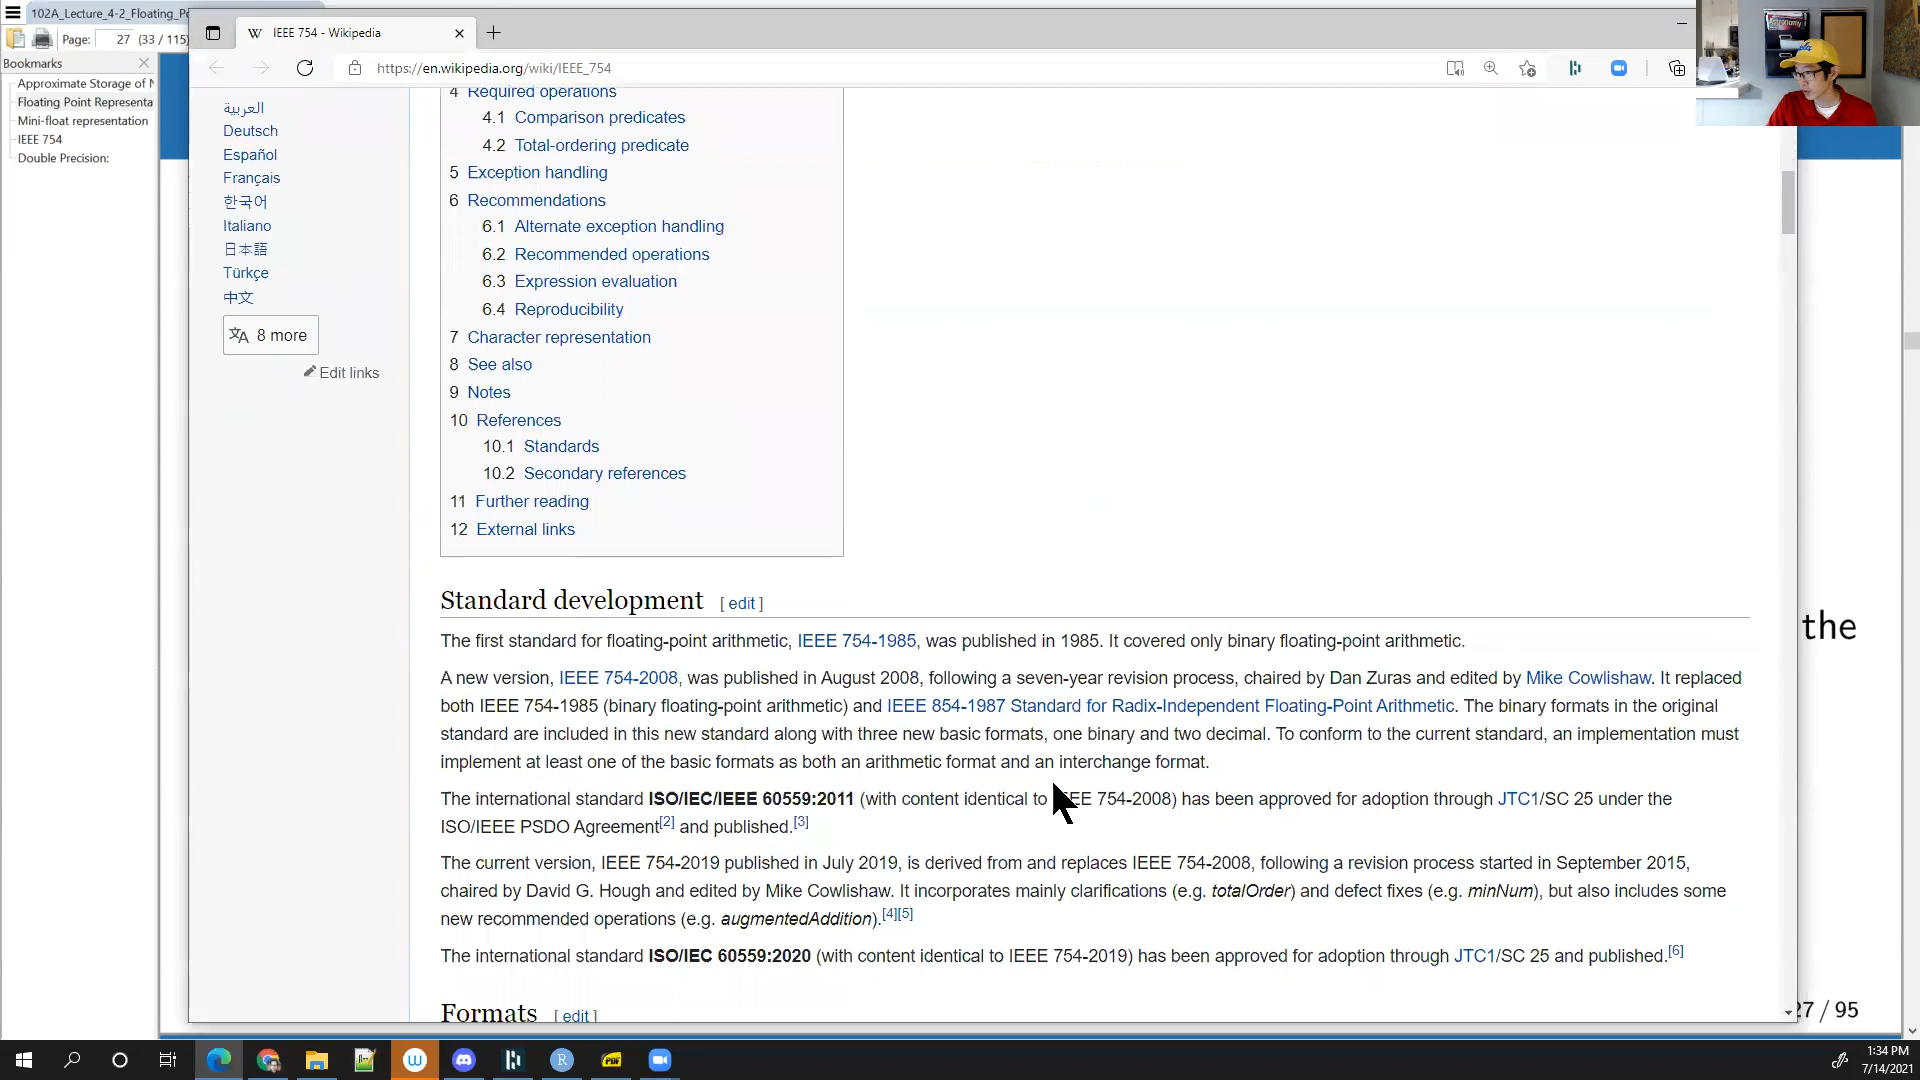 102A_Lecture_4-2_Floating_Po
IEEE 754 - Wikipedia
Page: 27 (33 / 115)
https://en.wikipedia.org/wiki/IEEE_754
Bookmarks
Approximate Storage of N
Floating Point Representa
Mini-float representation
IEEE 754
Double Precision:
العربية
Deutsch
Español
Français
한국어
Italiano
日本語
Türkçe
中文
8 more
Edit links
4 Required operations
4.1 Comparison predicates
4.2 Total-ordering predicate
5 Exception handling
6 Recommendations
6.1 Alternate exception handling
6.2 Recommended operations
6.3 Expression evaluation
6.4 Reproducibility
7 Character representation
8 See also
9 Notes
10 References
10.1 Standards
10.2 Secondary references
11 Further reading
12 External links
Standard development [ edit ]
The first standard for floating-point arithmetic, IEEE 754-1985, was published in 1985. It covered only binary floating-point arithmetic.
A new version, IEEE 754-2008, was published in August 2008, following a seven-year revision process, chaired by Dan Zuras and edited by Mike Cowlishaw. It replaced
both IEEE 754-1985 (binary floating-point arithmetic) and IEEE 854-1987 Standard for Radix-Independent Floating-Point Arithmetic. The binary formats in the original
standard are included in this new standard along with three new basic formats, one binary and two decimal. To conform to the current standard, an implementation must
implement at least one of the basic formats as both an arithmetic format and an interchange format.
The international standard ISO/IEC/IEEE 60559:2011 (with content identical to IEEE 754-2008) has been approved for adoption through JTC1/SC 25 under the
ISO/IEEE PSDO Agreement[2] and published.[3]
The current version, IEEE 754-2019 published in July 2019, is derived from and replaces IEEE 754-2008, following a revision process started in September 2015,
chaired by David G. Hough and edited by Mike Cowlishaw. It incorporates mainly clarifications (e.g. totalOrder) and defect fixes (e.g. minNum), but also includes some
new recommended operations (e.g. augmentedAddition).[4][5]
The international standard ISO/IEC 60559:2020 (with content identical to IEEE 754-2019) has been approved for adoption through JTC1/SC 25 and published.[6]
Formats [ edit ]
the
27 / 95
1:34 PM
7/14/2021